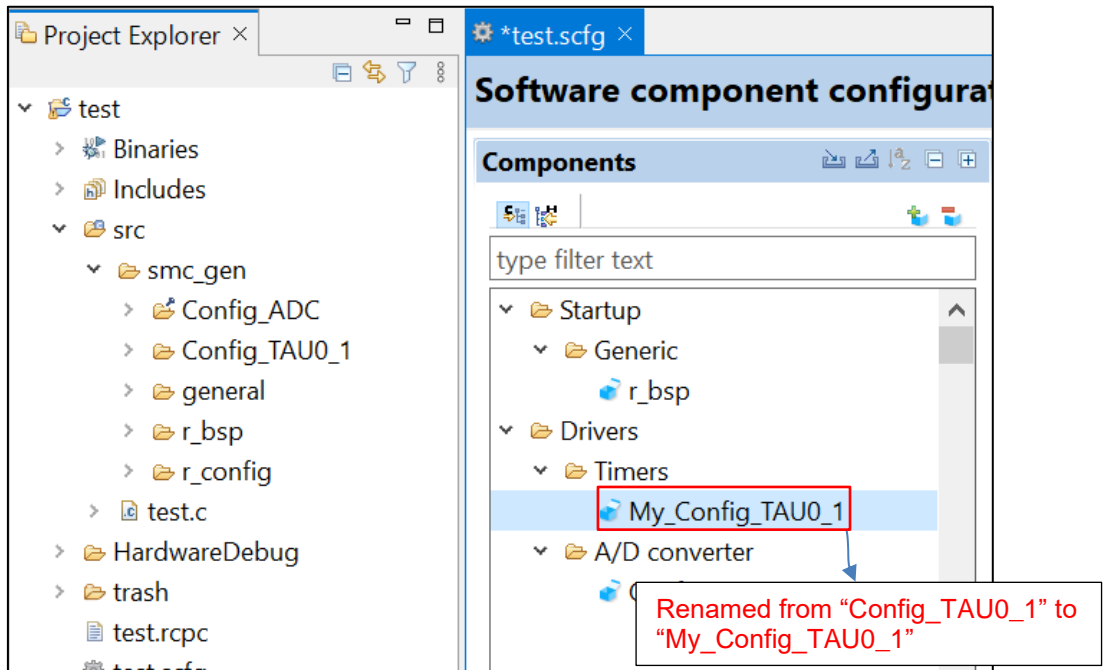 Project Explorer
test
Binaries
Includes
src
smc_gen
Config_ADC
Config_TAU0_1
general
r_bsp
r_config
test.c
HardwareDebug
trash
test.rcpc
test.scfg
*test.scfg
Software component configurat
Components
type filter text
Startup
Generic
r_bsp
Drivers
Timers
My_Config_TAU0_1
A/D converter
Renamed from “Config_TAU0_1” to
“My_Config_TAU0_1”